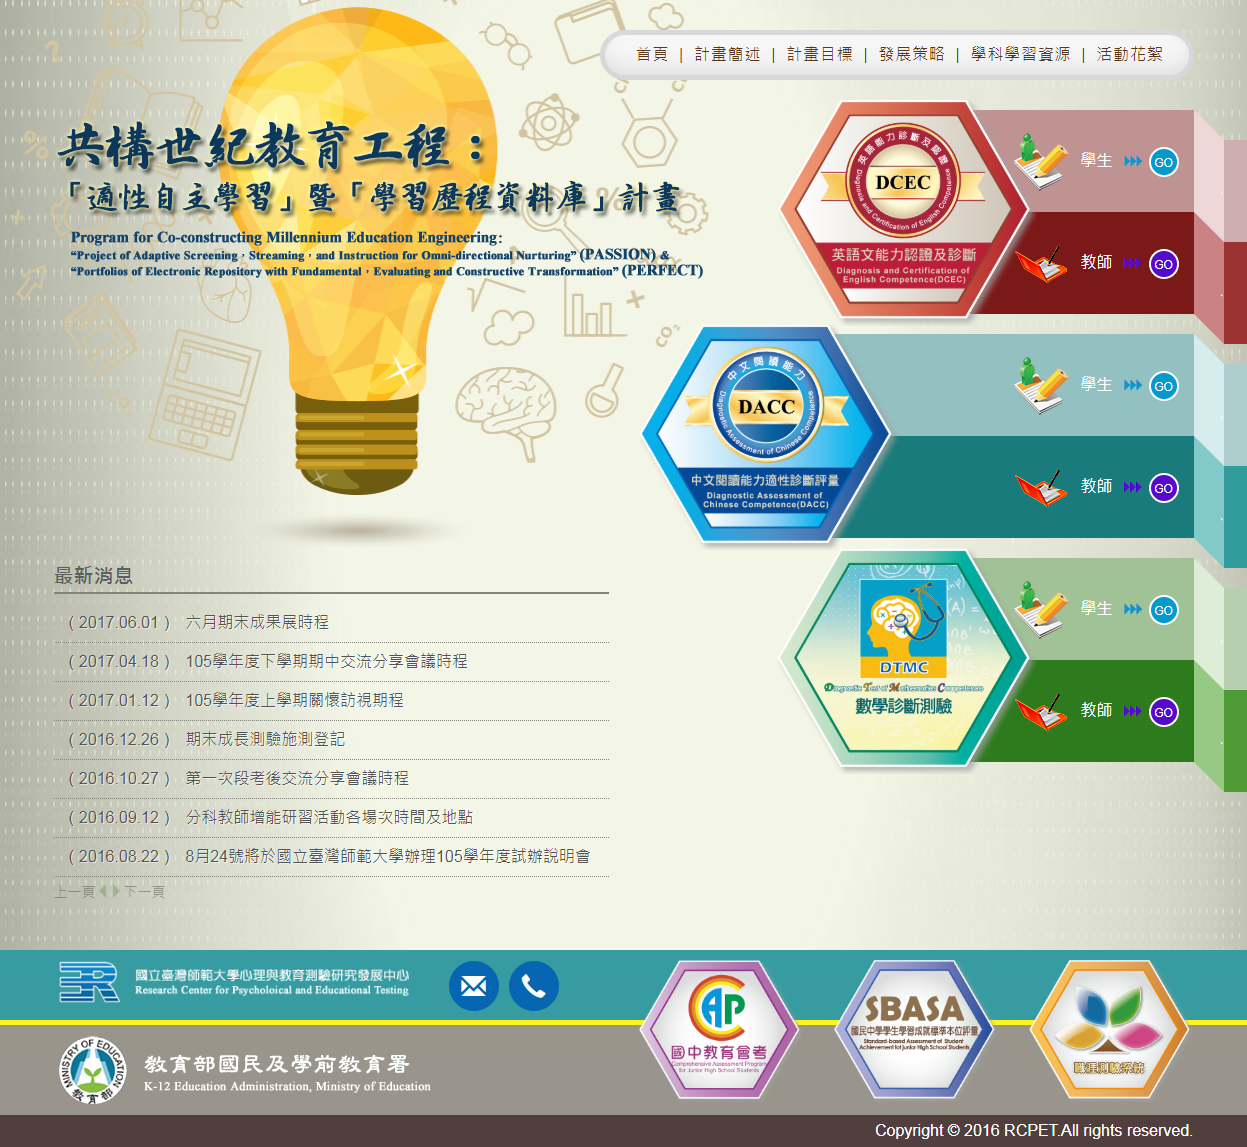 首頁 | 計畫簡述 | 計畫目標 | 發展策略 | 學科學習資源 | 活動花絮
共構世紀教育工程：
「適性自主學習」暨「學習歷程資料庫」計畫
Program for Co-constructing Millennium Education Engineering:
“Project of Adaptive Screening，Streaming，and Instruction for Omni-directional Nurturing” (PASSION) &
“Portfolios of Electronic Repository with Fundamental，Evaluating and Constructive Transformation” (PERFECT)
英語能力診斷及認證
DCEC
Diagnosis and Certification of English Competence
英語文能力認證及診斷
Diagnosis and Certification of
English Competence(DCEC)
學生 GO
教師 GO
中文閱讀能力
DACC
Diagnostic Assessment of Chinese Competence
中文閱讀能力適性診斷評量
Diagnostic Assessment of
Chinese Competence(DACC)
學生 GO
教師 GO
DTMC
Diagnostic Test of Mathematics Competence
數學診斷測驗
學生 GO
教師 GO
最新消息
( 2017.06.01 ) 六月期末成果展時程
( 2017.04.18 ) 105學年度下學期期中交流分享會議時程
( 2017.01.12 ) 105學年度上學期關懷訪視期程
( 2016.12.26 ) 期末成長測驗施測登記
( 2016.10.27 ) 第一次段考後交流分享會議時程
( 2016.09.12 ) 分科教師增能研習活動各場次時間及地點
( 2016.08.22 ) 8月24號將於國立臺灣師範大學辦理105學年度試辦說明會
上一頁 下一頁
國立臺灣師範大學心理與教育測驗研究發展中心
Research Center for Psycholoical and Educational Testing
MINISTRY OF EDUCATION
教育部
教育部國民及學前教育署
K-12 Education Administration, Ministry of Education
CAP
國中教育會考
Comprehensive Assessment Program
for Junior High School Students
SBASA
國民中學學生學習成就標準本位評量
Standard-based Assessment of Student
Achievement for Junior High School Students
職涯測驗系統
Copyright © 2016 RCPET.All rights reserved.